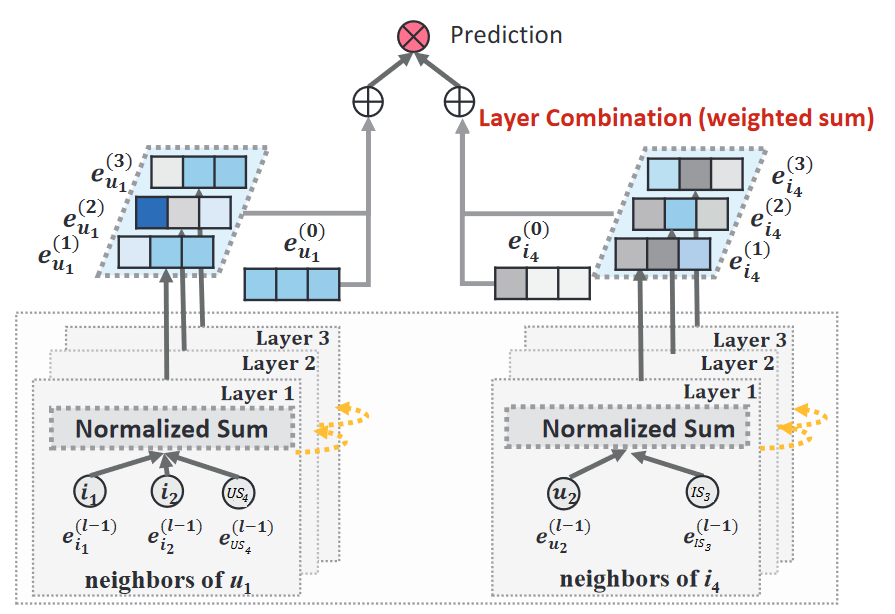 Prediction
Layer Combination (weighted sum)
e_{u_1}^{(3)}
e_{u_1}^{(2)}
e_{u_1}^{(1)}
e_{u_1}^{(0)}
e_{i_4}^{(0)}
e_{i_4}^{(3)}
e_{i_4}^{(2)}
e_{i_4}^{(1)}
Layer 3
Layer 2
Layer 1
Normalized Sum
i_1 i_2 US_4
e_{i_1}^{(l-1)} e_{i_2}^{(l-1)} e_{US_4}^{(l-1)}
neighbors of u_1
Layer 3
Layer 2
Layer 1
Normalized Sum
u_2 IS_3
e_{u_2}^{(l-1)} e_{IS_3}^{(l-1)}
neighbors of i_4